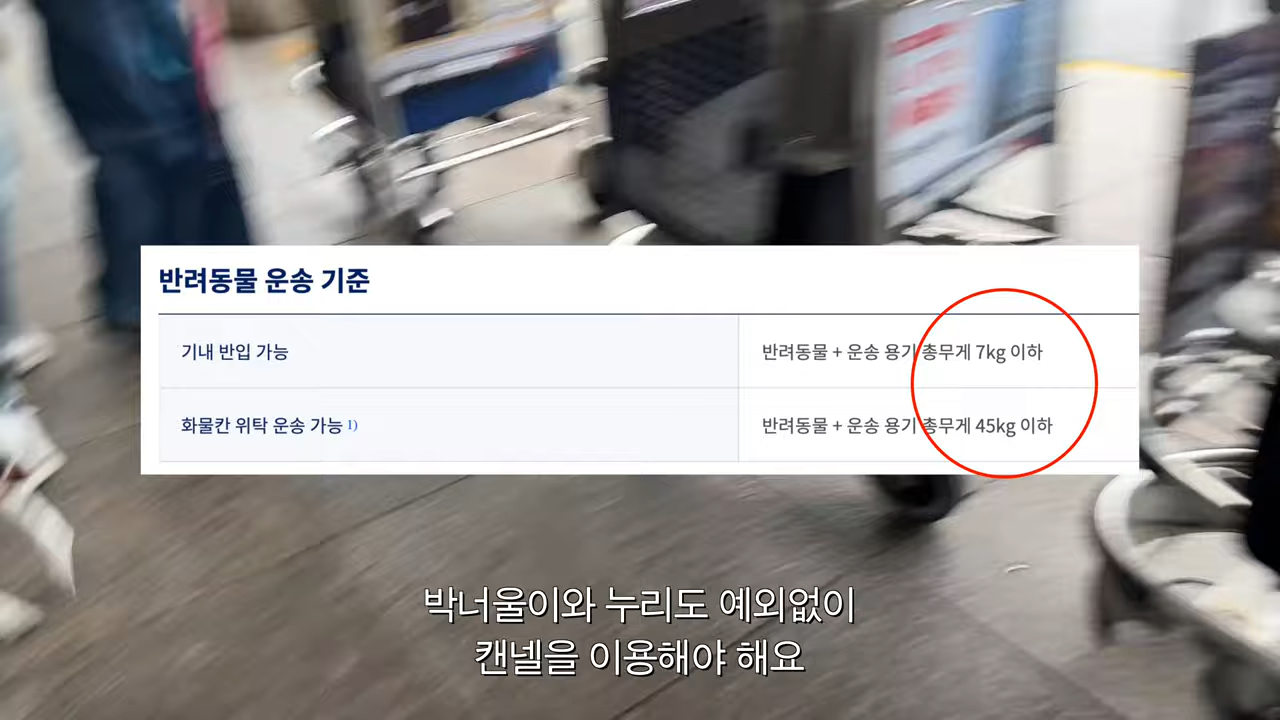 반려동물 운송 기준
기내 반입 가능
반려동물 + 운송 용기 총무게 7kg 이하
화물칸 위탁 운송 가능 1)
반려동물 + 운송 용기 총무게 45kg 이하
박너울이와 누리도 예외없이
캔넬을 이용해야 해요